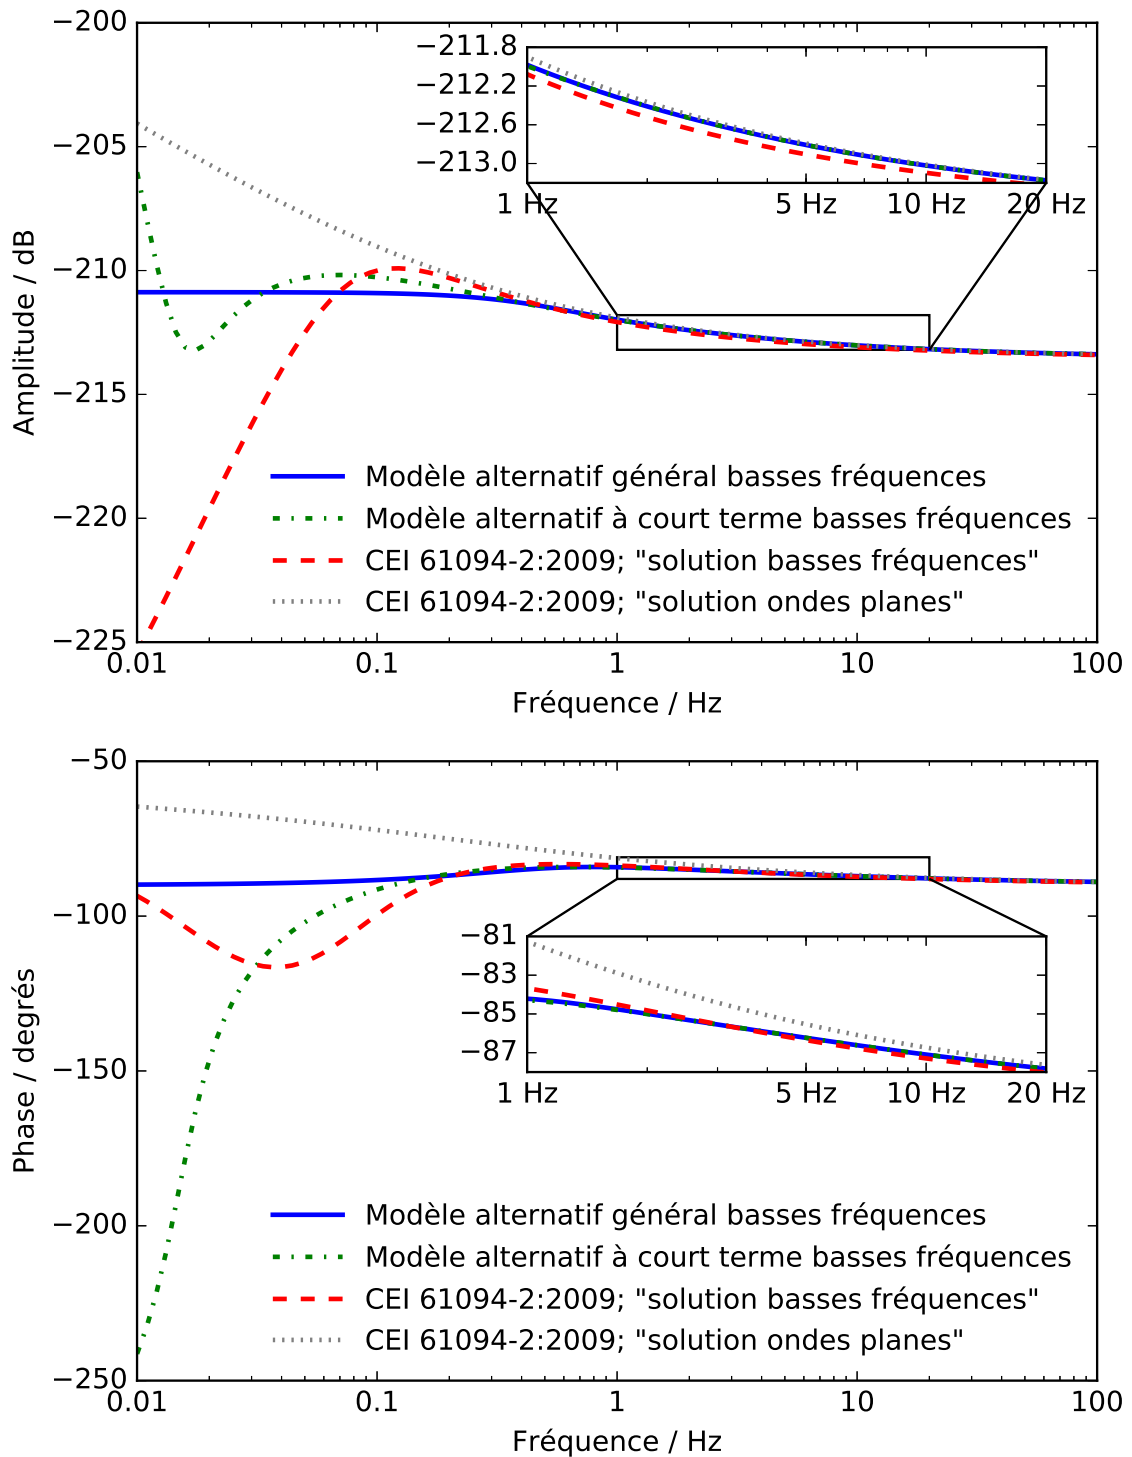 −200
−205
−210
−215
−220
−225
Amplitude / dB
−211.8
−212.2
−212.6
−213.0
1 Hz 5 Hz 10 Hz 20 Hz
Modèle alternatif général basses fréquences
Modèle alternatif à court terme basses fréquences
CEI 61094-2:2009; "solution basses fréquences"
CEI 61094-2:2009; "solution ondes planes"
0.01 0.1 1 10 100
Fréquence / Hz
−50
−100
−150
−200
−250
Phase / degrés
−81
−83
−85
−87
1 Hz 5 Hz 10 Hz 20 Hz
Modèle alternatif général basses fréquences
Modèle alternatif à court terme basses fréquences
CEI 61094-2:2009; "solution basses fréquences"
CEI 61094-2:2009; "solution ondes planes"
0.01 0.1 1 10 100
Fréquence / Hz